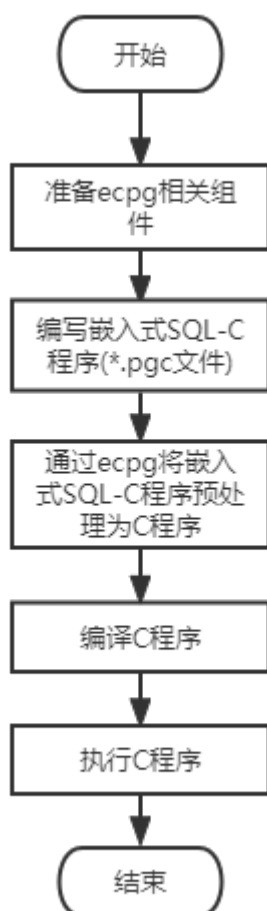 开始
准备ecpg相关组
件
编写嵌入式SQL-C
程序(*.pgc文件)
通过ecpg将嵌入
式SQL-C程序预处
理为C程序
编译C程序
执行C程序
结束